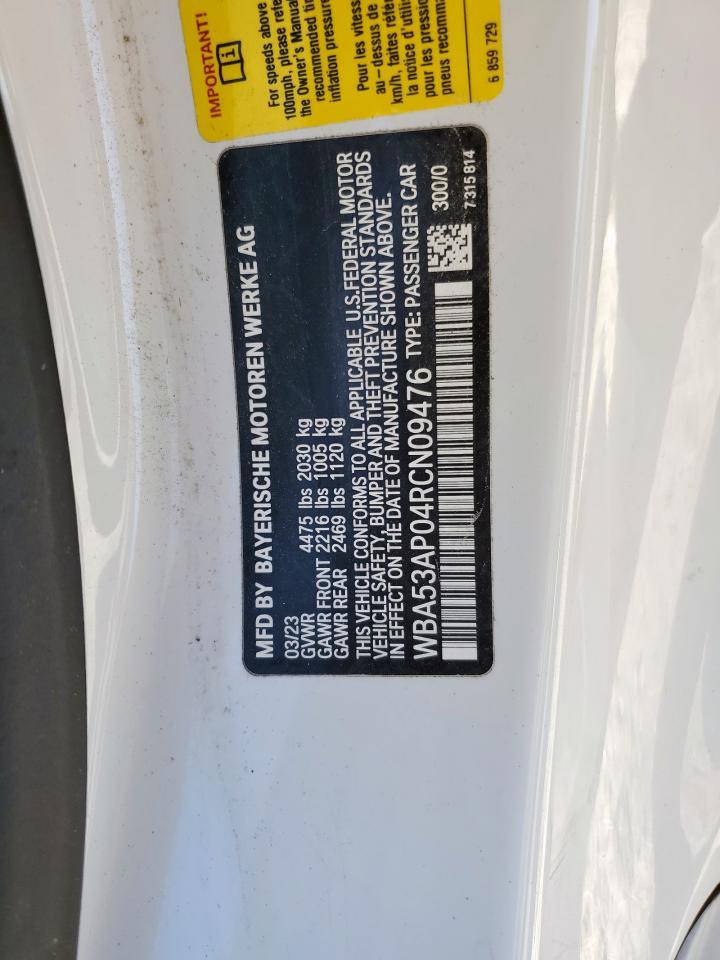 IMPORTANT!
For speeds above
100mph, please refe
the Owner's Manual
recommended tir
inflation pressure
Pour les vitess
au – dessus de
km/h, faites référ
la notice d'utili
pour les pressio
pneus recomma
6 859 729
MFD BY BAYERISCHE MOTOREN WERKE AG
03/23
GVWR 4475 lbs 2030 kg
GAWR FRONT 2216 lbs 1005 kg
GAWR REAR 2469 lbs 1120 kg
THIS VEHICLE CONFORMS TO ALL APPLICABLE U.S.FEDERAL MOTOR
VEHICLE SAFETY, BUMPER AND THEFT PREVENTION STANDARDS
IN EFFECT ON THE DATE OF MANUFACTURE SHOWN ABOVE.
WBA53AP04RCN09476 TYPE: PASSENGER CAR
300/0
7 315 814